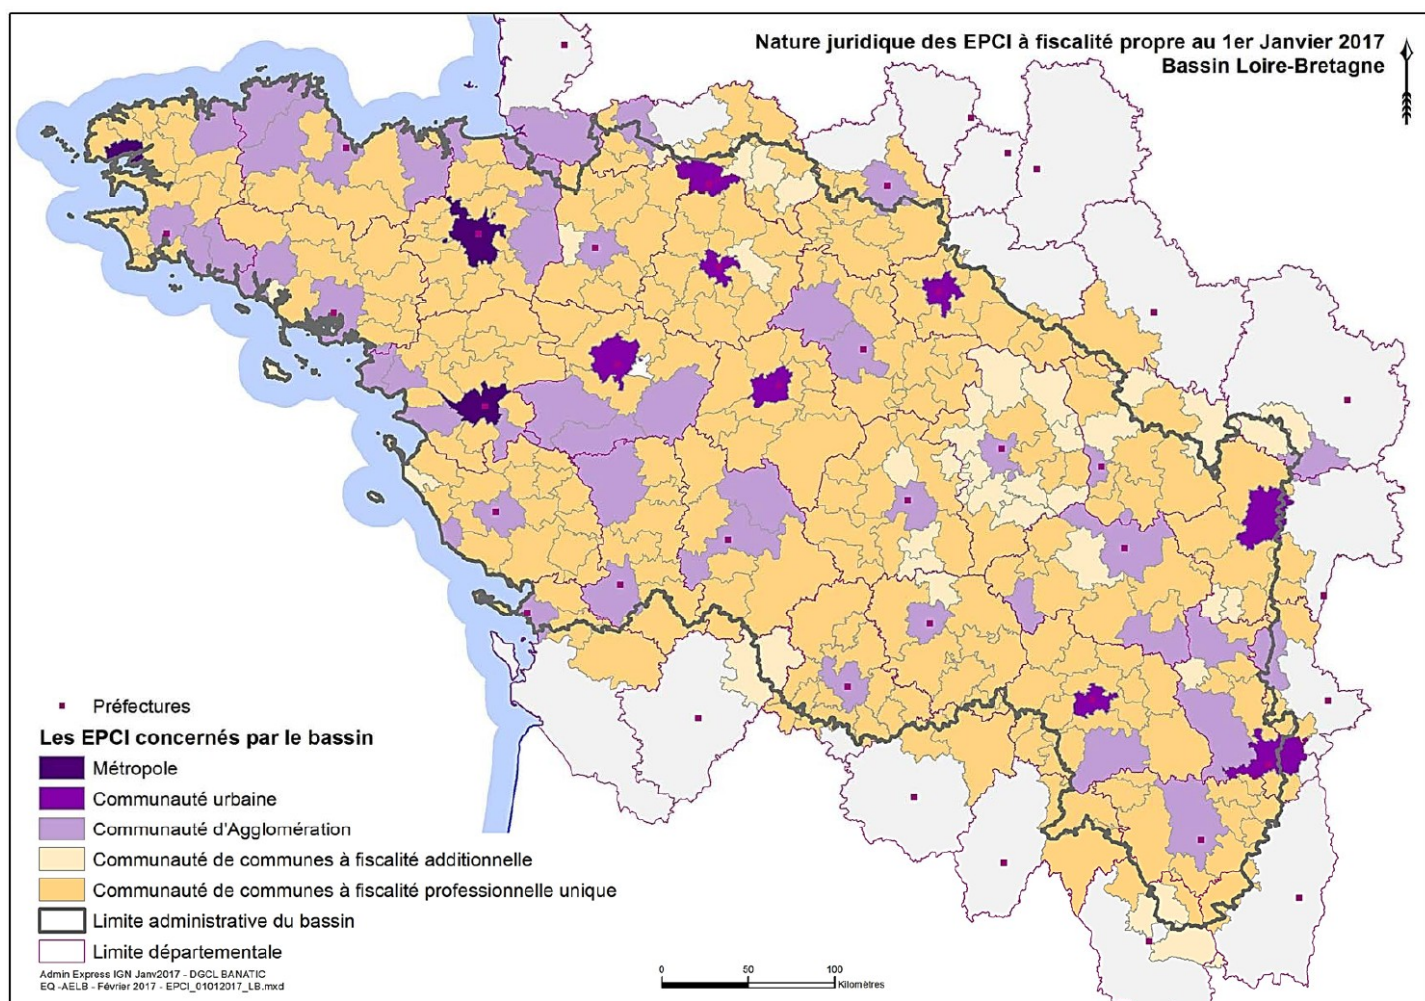 Nature juridique des EPCI à fiscalité propre au 1er Janvier 2017
Bassin Loire-Bretagne
Préfectures
Les EPCI concernés par le bassin
Métropole
Communauté urbaine
Communauté d'Agglomération
Communauté de communes à fiscalité additionnelle
Communauté de communes à fiscalité professionnelle unique
Limite administrative du bassin
Limite départementale
Admin Express IGN Janv2017 - DGCL BANATIC
EQ -AELB - Février 2017 - EPCI_01012017_LB.mxd
0 50 100
Kilomètres